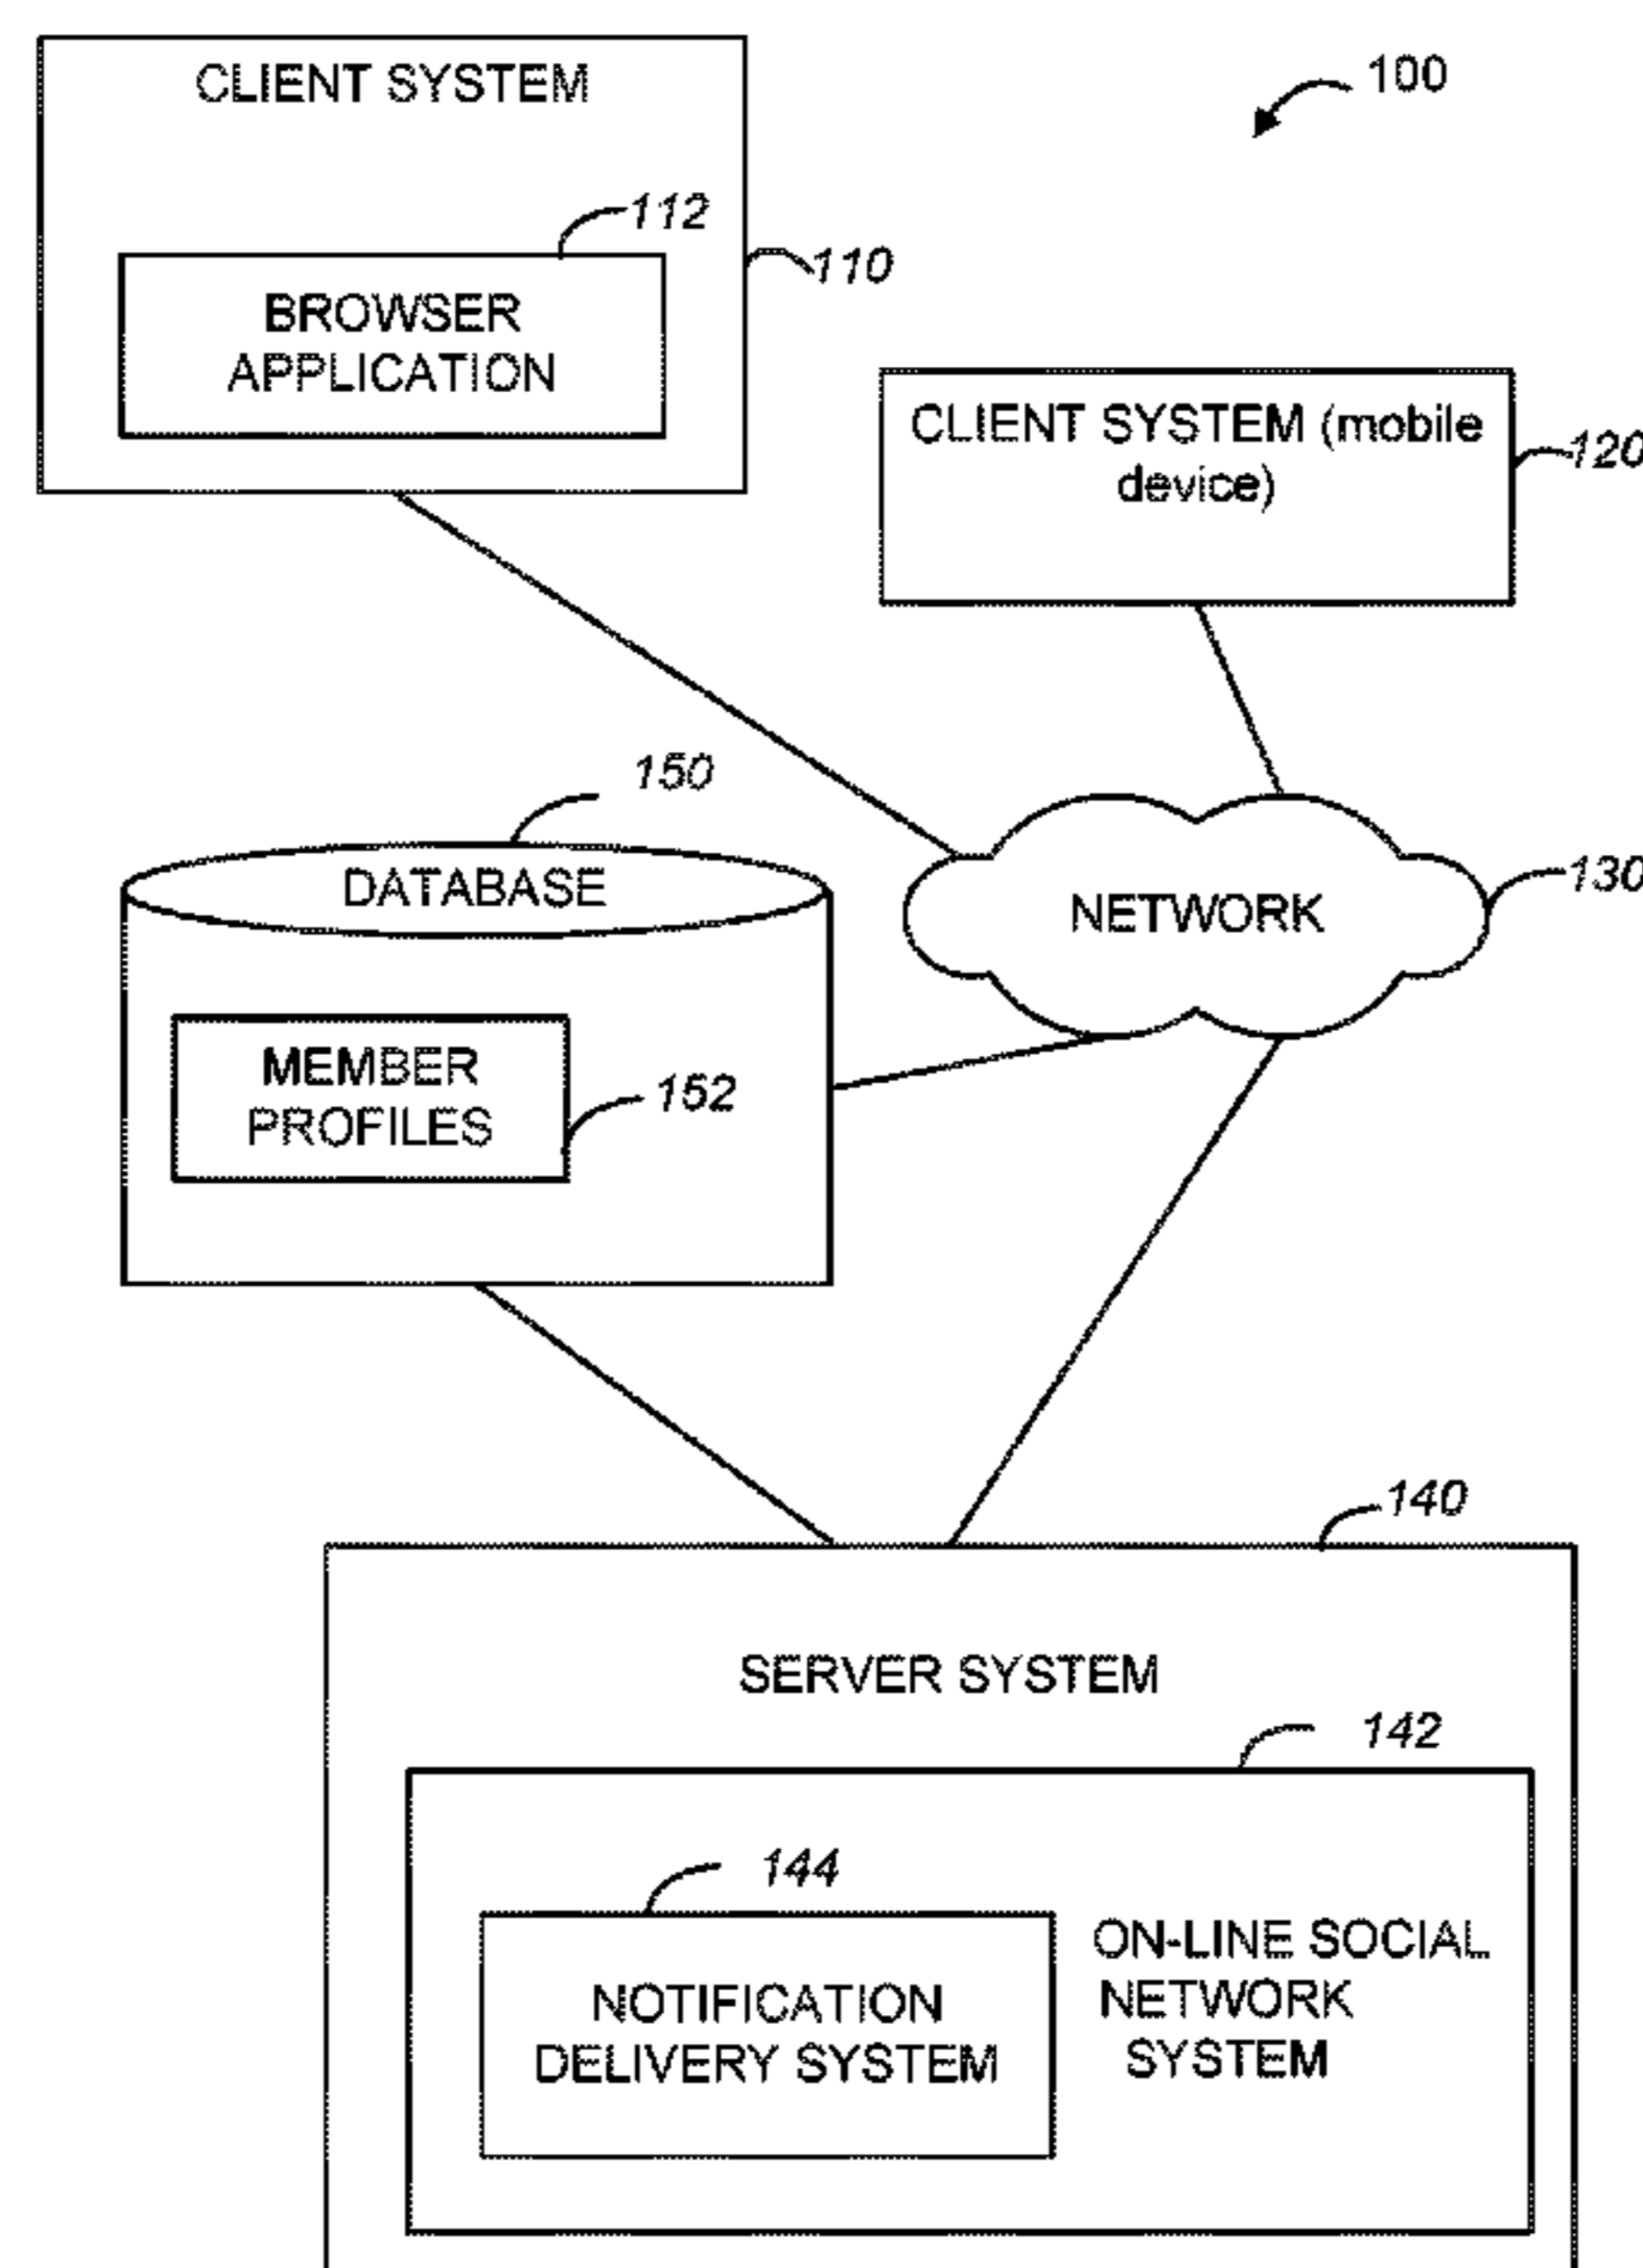 CLIENT SYSTEM
100
112
110
BROWSER
APPLICATION
CLIENT SYSTEM (mobile
device)
120
150
DATABASE
NETWORK
130
MEMBER
PROFILES
152
140
SERVER SYSTEM
142
144
NOTIFICATION
DELIVERY SYSTEM
ON-LINE SOCIAL
NETWORK
SYSTEM